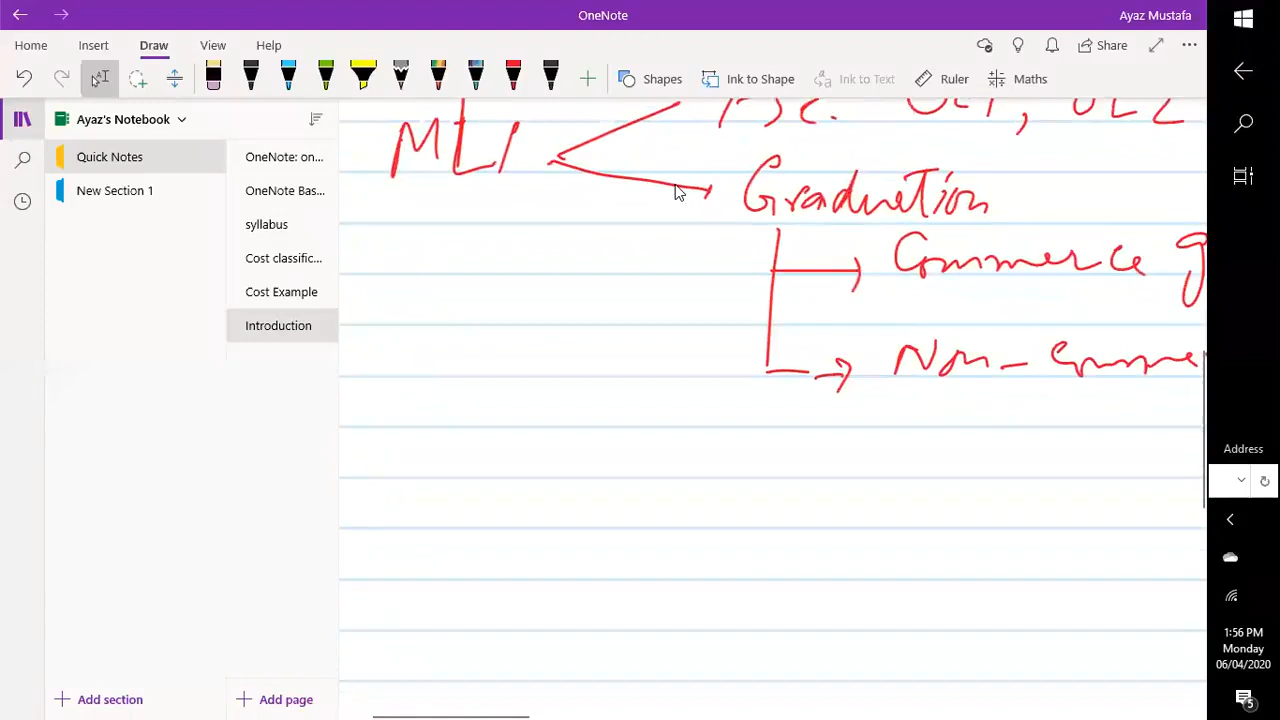 OneNote
Ayaz Mustafa
Home Insert Draw View Help
Share
Shapes Ink to Shape Ink to Text Ruler Maths
Ayaz's Notebook
Quick Notes
New Section 1
OneNote: on...
OneNote Bas...
syllabus
Cost classific...
Cost Example
Introduction
Add section
Add page
Graduation
Commerce g
Non-Comme
Address
1:56 PM
Monday
06/04/2020
5